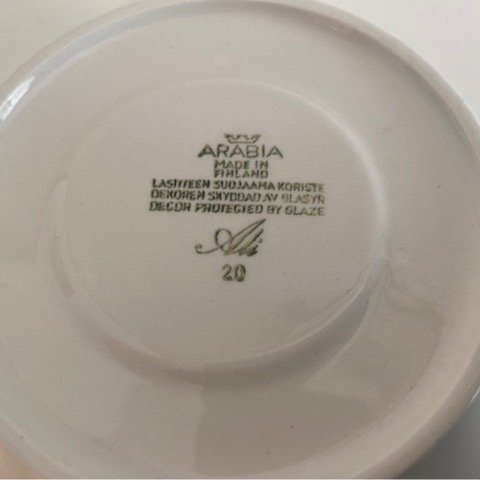 ARABIA
MADE IN
FINLAND
LASITTEEN SUOJAAMA KORISTE
DEKOREN SKYDDAD AV GLASYR
DECOR PROTECTED BY GLAZE
Ali
20